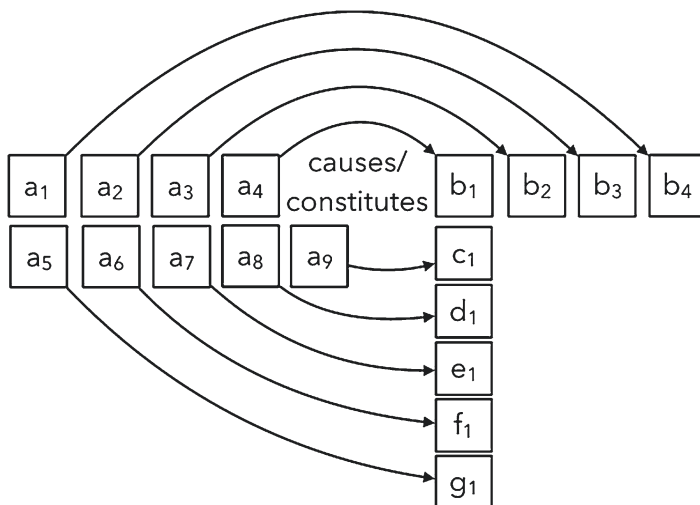 a₁ a₂ a₃ a₄ causes/ constitutes b₁ b₂ b₃ b₄
a₅ a₆ a₇ a₈ a₉ c₁
d₁
e₁
f₁
g₁